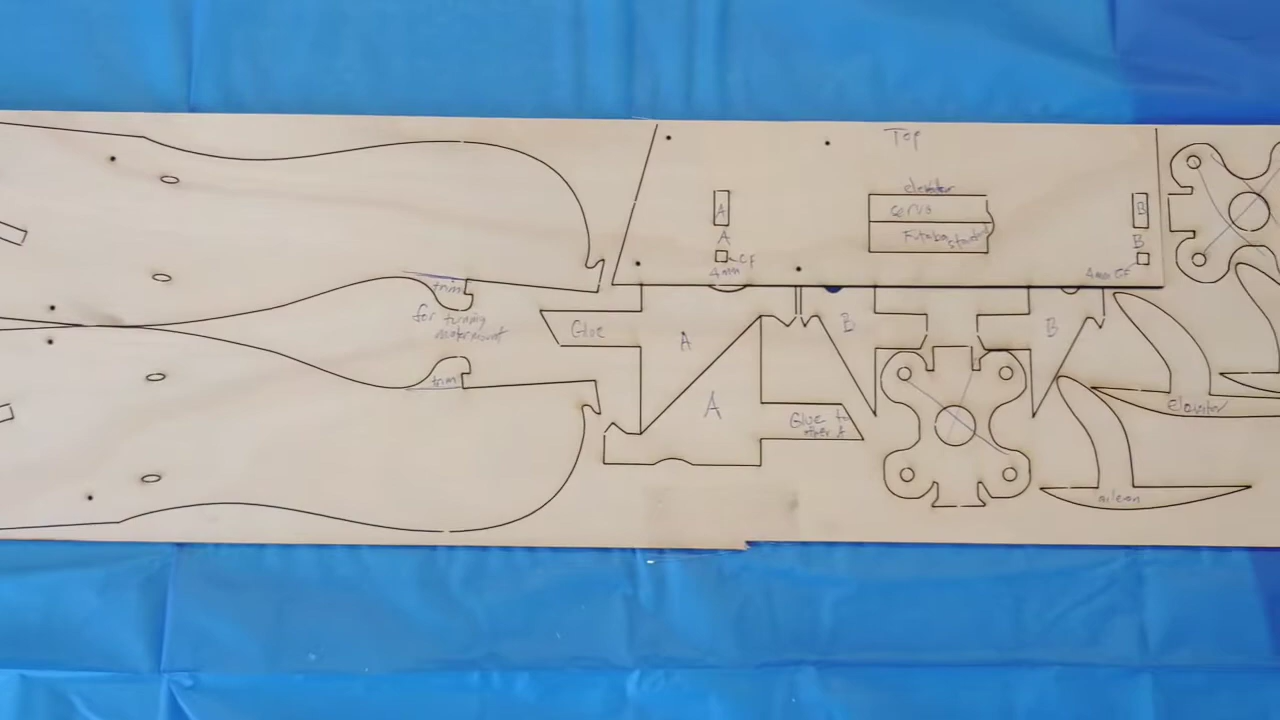 Top
elevator
servo
Futaba standard
A
A
CF
4mm
B
B
4mm CF
trim
for turning
motor mount
trim
Glue
A
A
Glue to
other A
B
B
Elevator
aileron